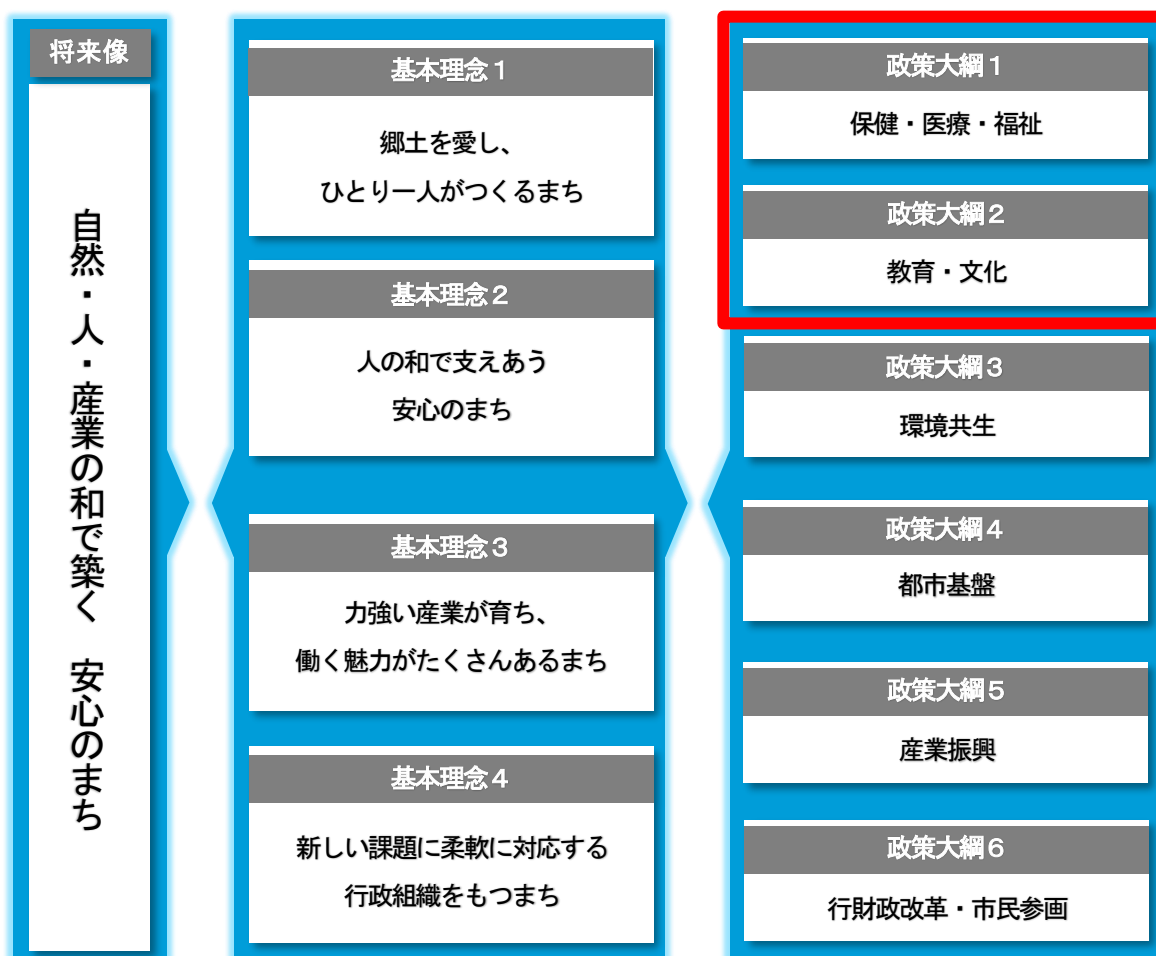 将来像
自然・人・産業の和で築く　安心のまち
基本理念１
郷土を愛し、
ひとり一人がつくるまち
基本理念２
人の和で支えあう
安心のまち
基本理念３
力強い産業が育ち、
働く魅力がたくさんあるまち
基本理念４
新しい課題に柔軟に対応する
行政組織をもつまち
政策大綱１
保健・医療・福祉
政策大綱２
教育・文化
政策大綱３
環境共生
政策大綱４
都市基盤
政策大綱５
産業振興
政策大綱６
行財政改革・市民参画